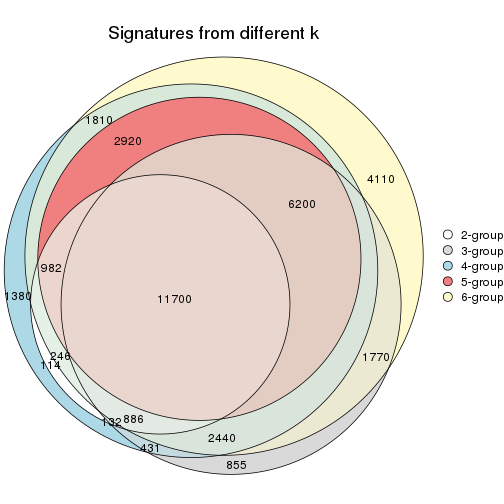 Signatures from different k
1810
2920
4110
6200
2-group
3-group
4-group
5-group
6-group
982
1380
11700
246
114
1770
132
886
431
2440
855